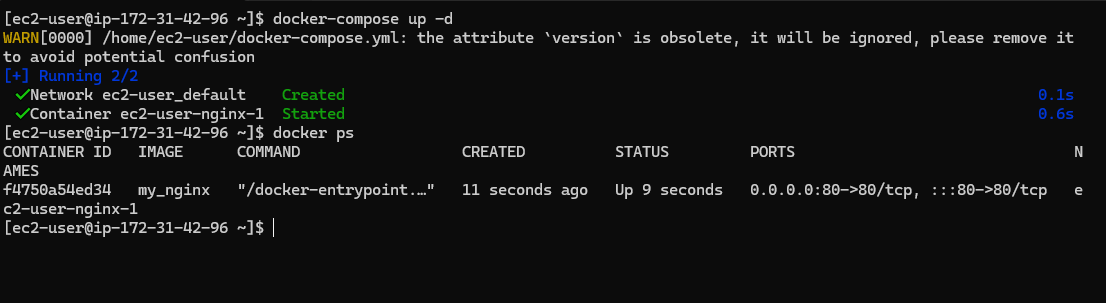 [ec2-user@ip-172-31-42-96 ~]$ docker-compose up -d
WARN[0000] /home/ec2-user/docker-compose.yml: the attribute `version` is obsolete, it will be ignored, please remove it
to avoid potential confusion
[+] Running 2/2
✓Network ec2-user_default Created 0.1s
✓Container ec2-user-nginx-1 Started 0.6s
[ec2-user@ip-172-31-42-96 ~]$ docker ps
CONTAINER ID IMAGE COMMAND CREATED STATUS PORTS N
AMES
f4750a54ed34 my_nginx "/docker-entrypoint.…" 11 seconds ago Up 9 seconds 0.0.0.0:80->80/tcp, :::80->80/tcp e
c2-user-nginx-1
[ec2-user@ip-172-31-42-96 ~]$